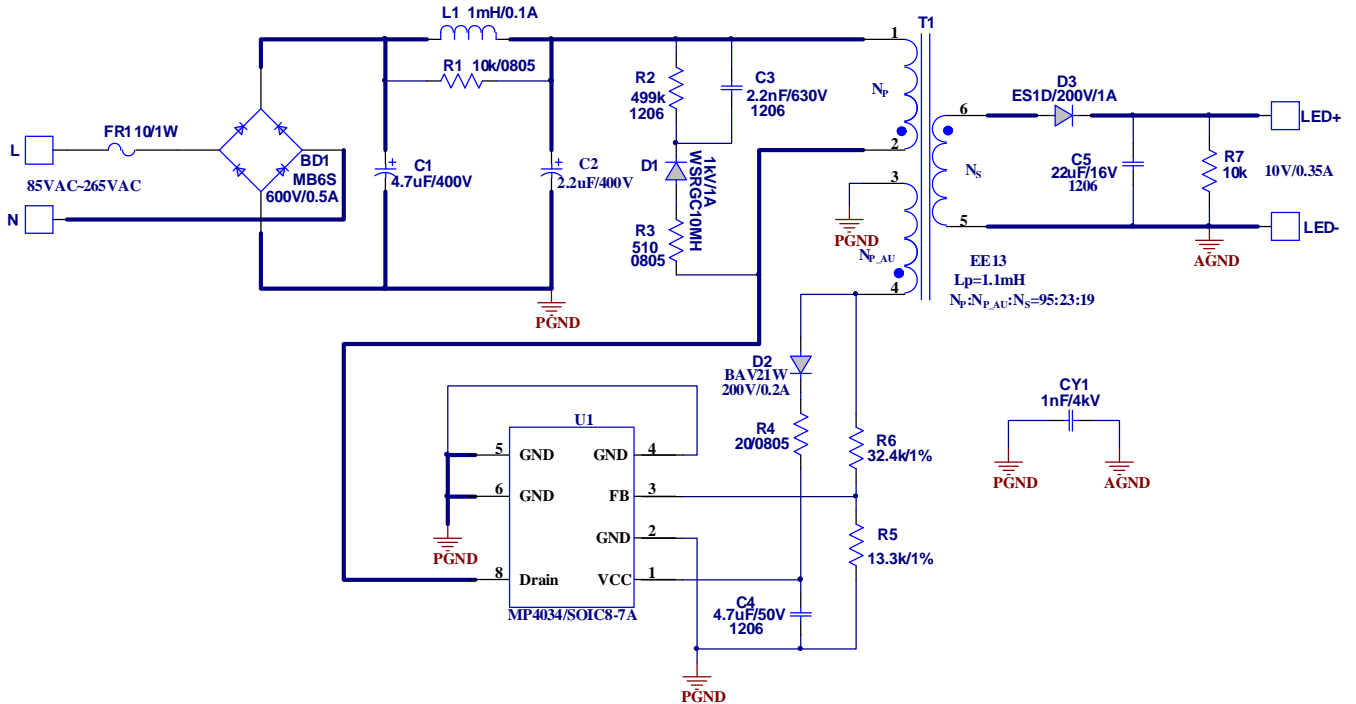 L1 1mH/0.1A
T1
R1 10k/0805
1
R2
499k
1206
C3
2.2nF/630V
1206
NP
D3
ES1D/200V/1A
6
LED+
L
FR110/1W
BD1
MB6S
600V/0.5A
85VAC~265VAC
N
C1
4.7uF/400V
C2
2.2uF/400V
D1
1kV/1A
WSRGC10MH
2
3
PGND
NS
C5
22uF/16V
1206
R7
10k
10V/0.35A
R3
510
0805
5
LED-
AGND
NP_AU
4
EE13
Lp=1.1mH
NP:NP_AU:NS=95:23:19
PGND
D2
BAV21W
200V/0.2A
CY1
1nF/4kV
PGND
AGND
U1
R4
20/0805
R6
32.4k/1%
5
GND
GND
4
6
GND
FB
3
GND
2
R5
13.3k/1%
PGND
8
Drain
VCC
1
MP4034/SOIC8-7A
C4
4.7uF/50V
1206
PGND